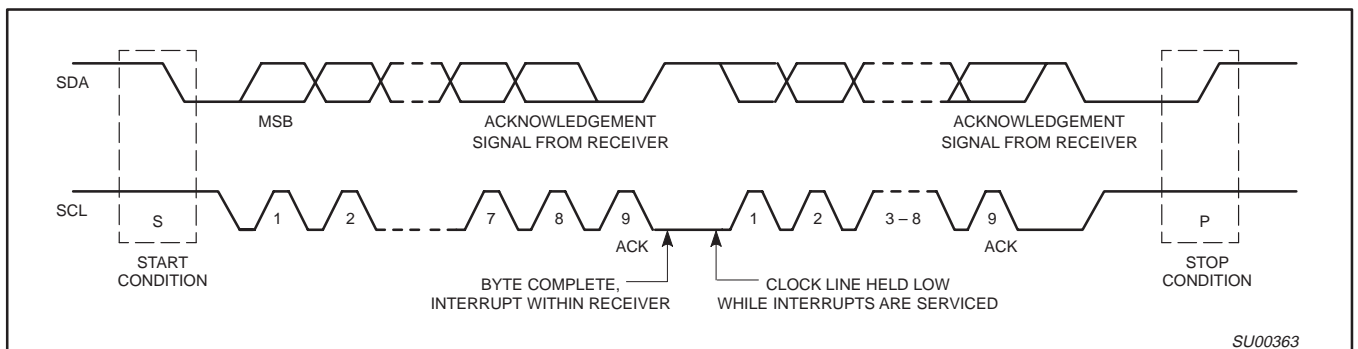 SDA
MSB
ACKNOWLEDGEMENT
SIGNAL FROM RECEIVER
ACKNOWLEDGEMENT
SIGNAL FROM RECEIVER
SCL
S
1
2
7
8
9
1
2
3 – 8
9
P
ACK
ACK
START
CONDITION
STOP
CONDITION
BYTE COMPLETE,
INTERRUPT WITHIN RECEIVER
CLOCK LINE HELD LOW
WHILE INTERRUPTS ARE SERVICED
SU00363